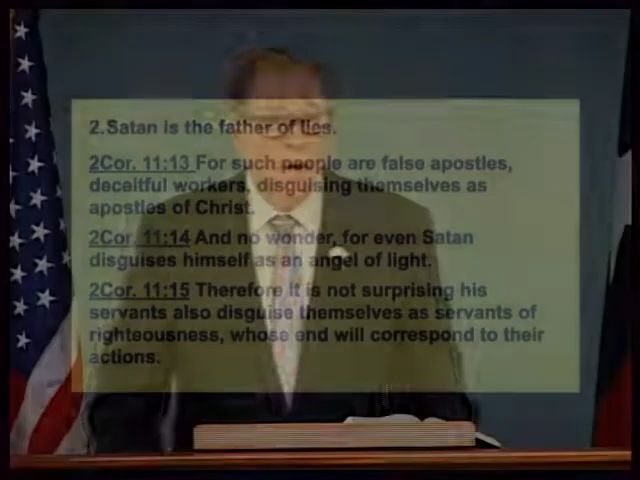 2.Satan is the father of lies.
2Cor. 11:13 For such people are false apostles,
deceitful workers, disguising themselves as
apostles of Christ.
2Cor. 11:14 And no wonder, for even Satan
disguises himself as an angel of light.
2Cor. 11:15 Therefore it is not surprising his
servants also disguise themselves as servants of
righteousness, whose end will correspond to their
actions.